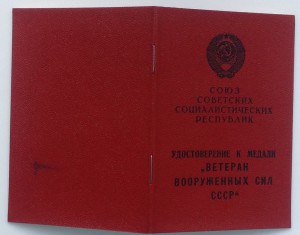 СОЮЗ
СОВЕТСКИХ
СОЦИАЛИСТИЧЕСКИХ
РЕСПУБЛИК
УДОСТОВЕРЕНИЕ К МЕДАЛИ
„ВЕТЕРАН
ВООРУЖЕННЫХ СИЛ
СССР"